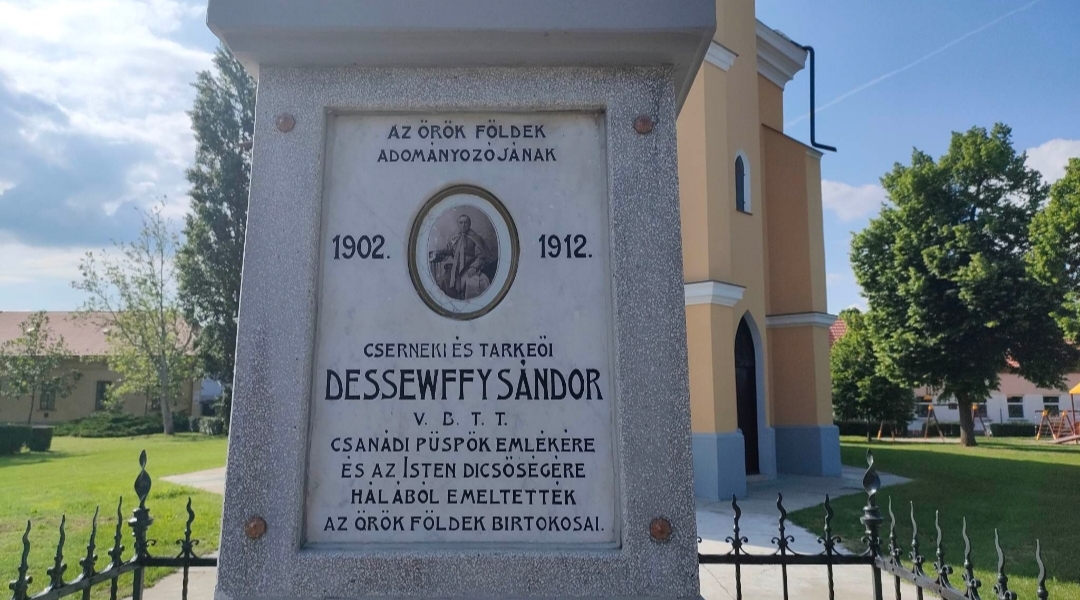 AZ ÖRÖK FÖLDEK
ADOMÁNYOZÓJÁNAK
1902. 1912.
CSERNEKI ÉS TARKEÖI
DESSEWFFY SÁNDOR
V. B. T. T.
CSANÁDI PÜSPÖK EMLÉKÉRE
ÉS AZ ISTEN DICSŐSÉGÉRE
HÁLÁBÓL EMELTETTÉK
AZ ÖRÖK FÖLDEK BIRTOKOSAI.